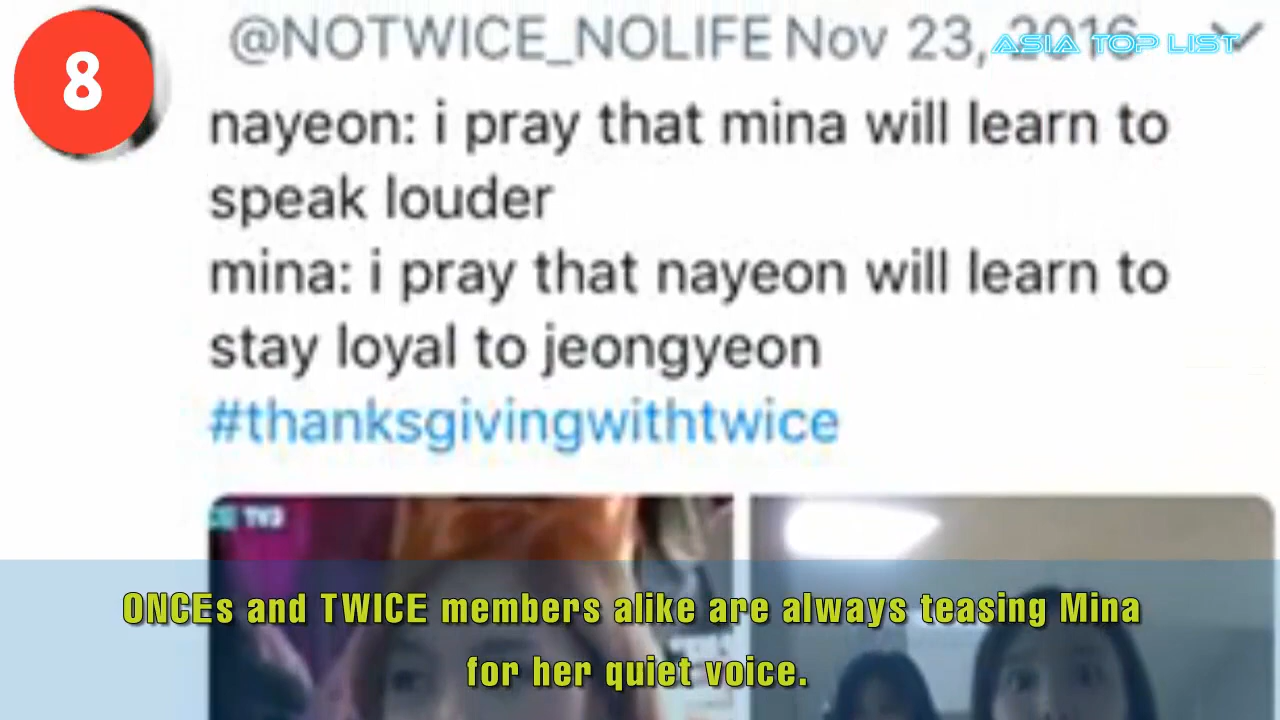 8
@NOTWICE_NOLIFE Nov 23, 2016
ASIA TOP LIST
nayeon: i pray that mina will learn to
speak louder
mina: i pray that nayeon will learn to
stay loyal to jeongyeon
#thanksgivingwithtwice
ONCEs and TWICE members alike are always teasing Mina
for her quiet voice.